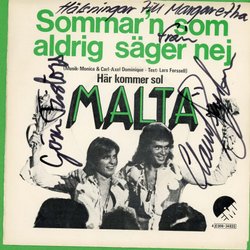 Hälsningar till Margaretha
från
Sommar'n som
aldrig säger nej
(Musik: Monica & Carl-Axel Dominique - Text: Lars Forssell)
Här kommer sol
MALTA
EMI